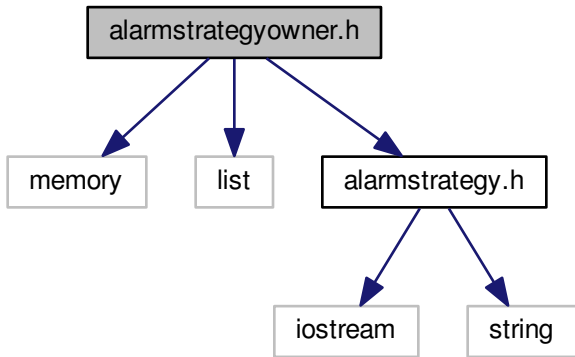 alarmstrategyowner.h
memory
list
alarmstrategy.h
iostream
string